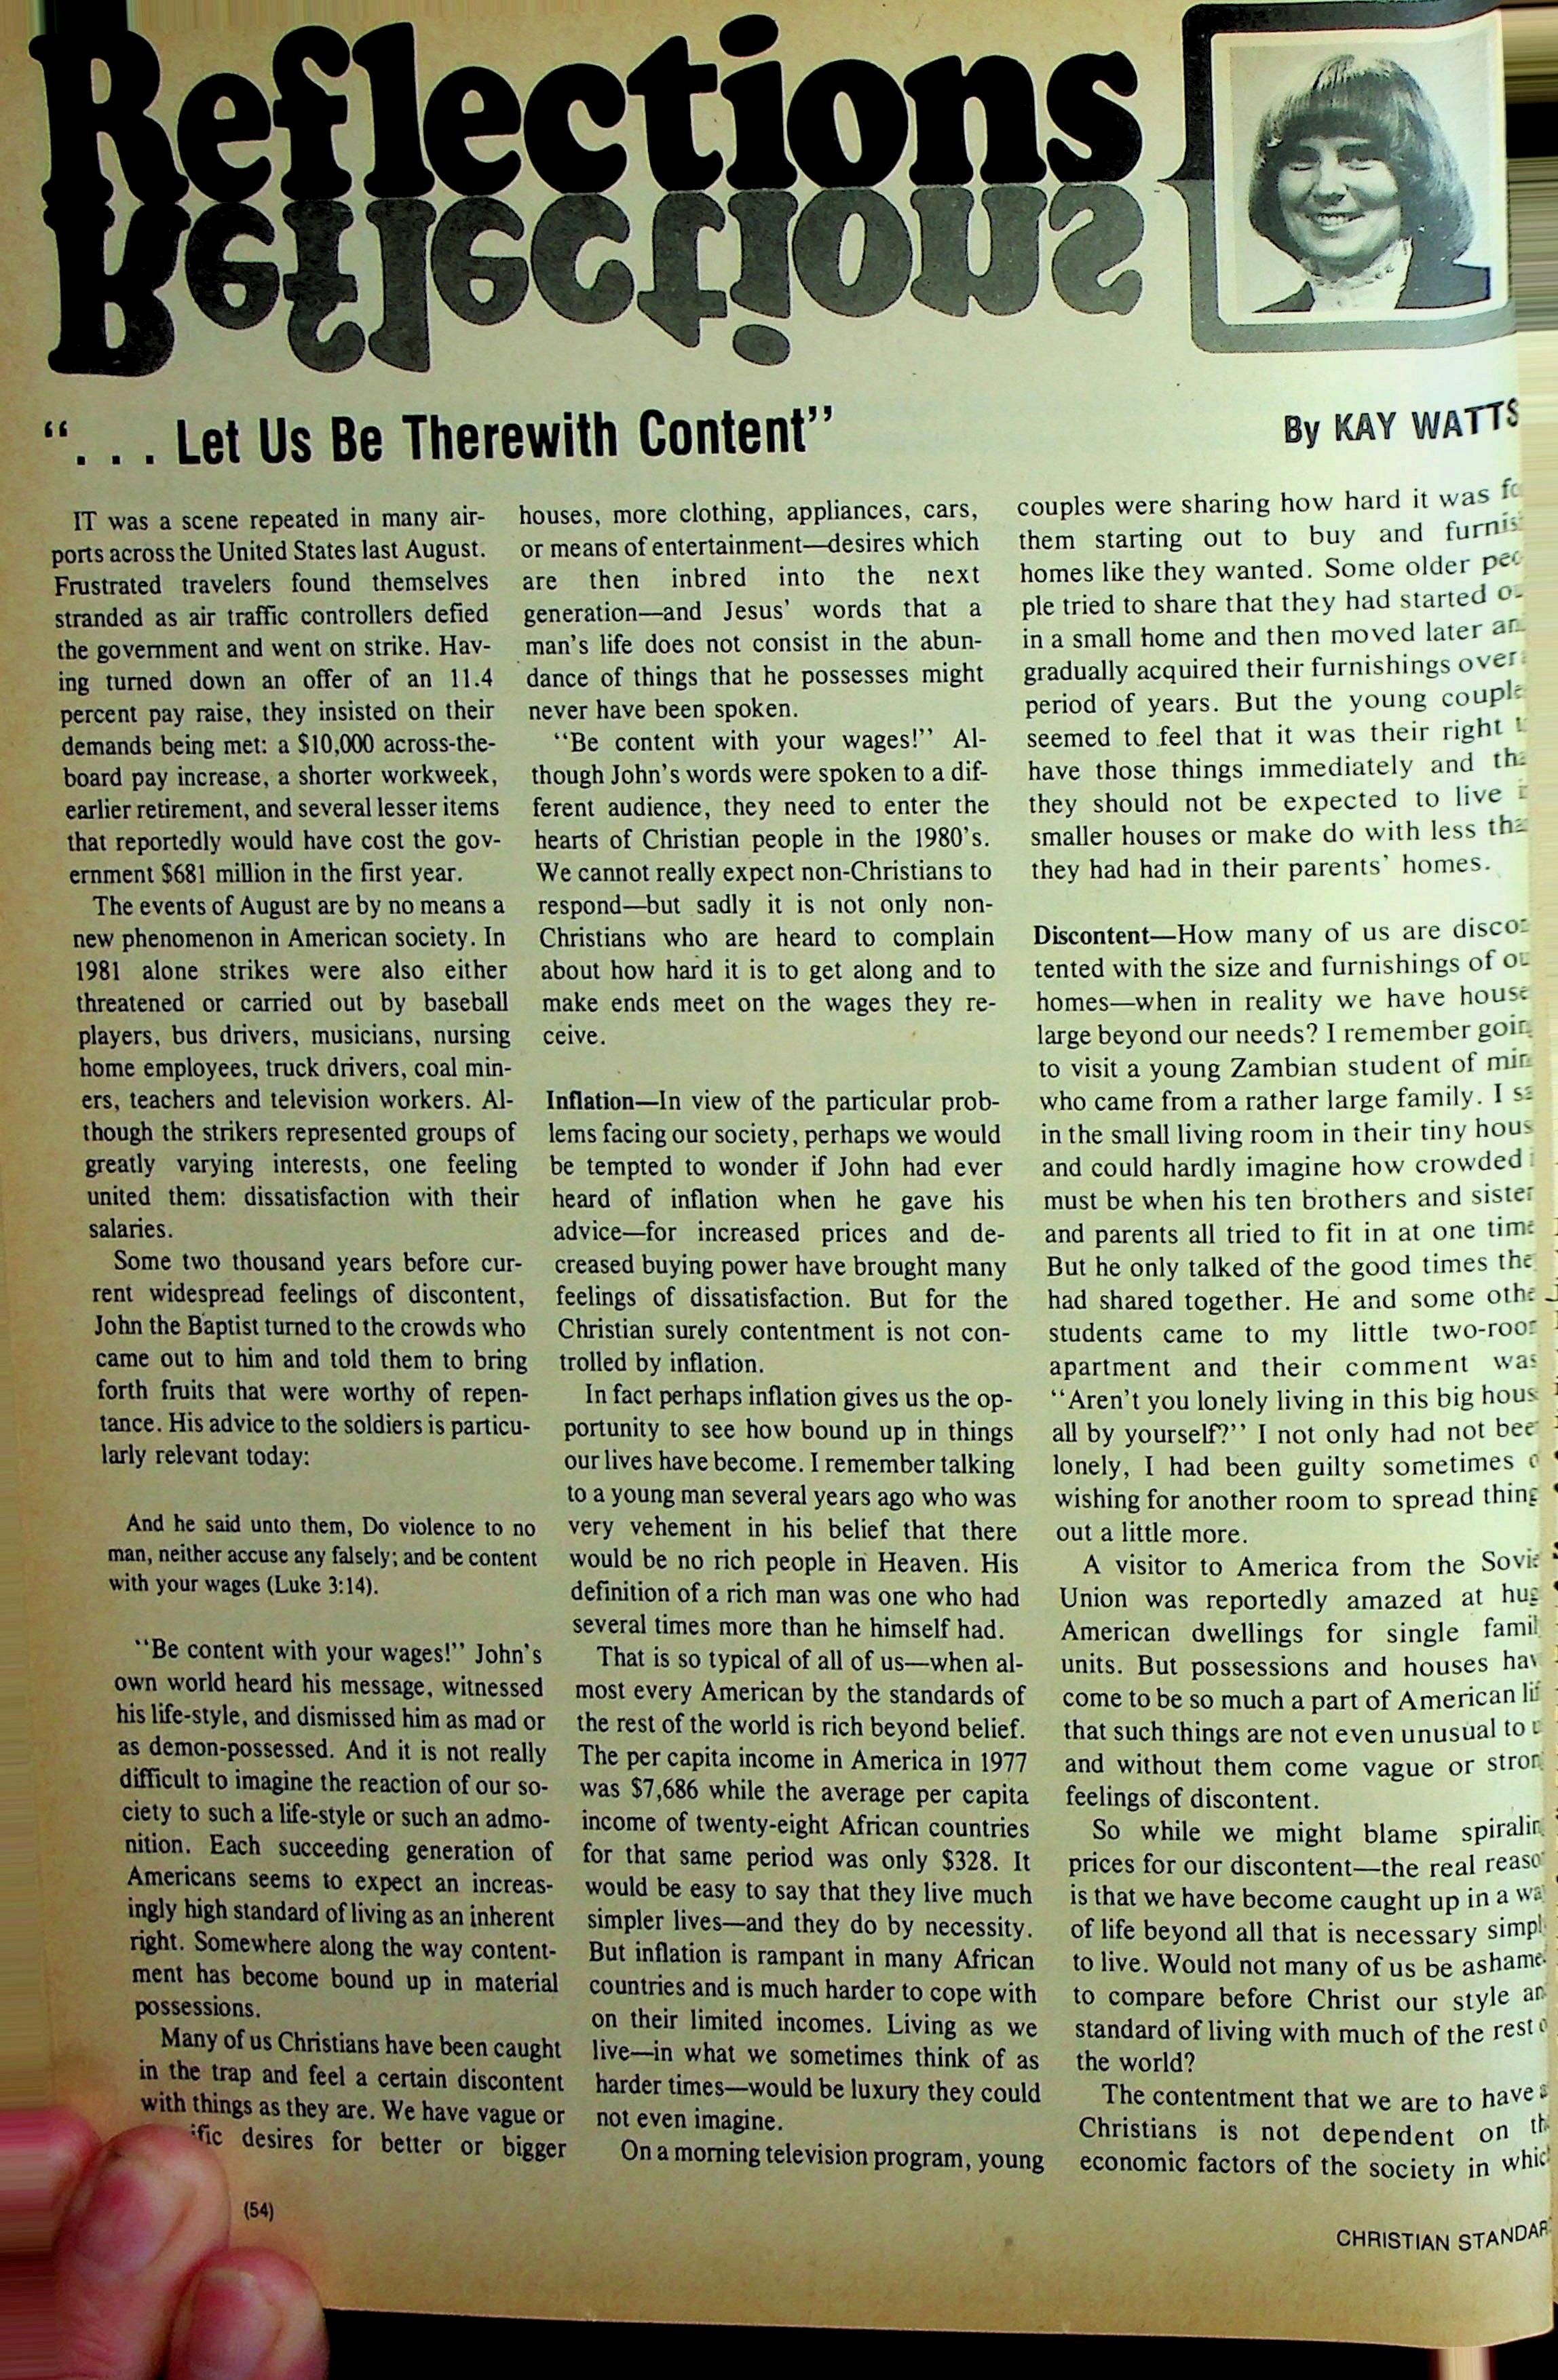 Reflections
Reflections
". . . Let Us Be Therewith Content"
By KAY WATTS
IT was a scene repeated in many air-
ports across the United States last August.
Frustrated travelers found themselves
stranded as air traffic controllers defied
the government and went on strike. Hav-
ing turned down an offer of an 11.4
percent pay raise, they insisted on their
demands being met: a $10,000 across-the-
board pay increase, a shorter workweek,
earlier retirement, and several lesser items
that reportedly would have cost the gov-
ernment $681 million in the first year.
The events of August are by no means a
new phenomenon in American society. In
1981 alone strikes were also either
threatened or carried out by baseball
players, bus drivers, musicians, nursing
home employees, truck drivers, coal min-
ers, teachers and television workers. Al-
though the strikers represented groups of
greatly varying interests, one feeling
united them: dissatisfaction with their
salaries.
Some two thousand years before cur-
rent widespread feelings of discontent,
John the Baptist turned to the crowds who
came out to him and told them to bring
forth fruits that were worthy of repen-
tance. His advice to the soldiers is particu-
larly relevant today:
And he said unto them, Do violence to no
man, neither accuse any falsely; and be content
with your wages (Luke 3:14).
"Be content with your wages!" John's
own world heard his message, witnessed
his life-style, and dismissed him as mad or
as demon-possessed. And it is not really
difficult to imagine the reaction of our so-
ciety to such a life-style or such an admo-
nition. Each succeeding generation of
Americans seems to expect an increas-
ingly high standard of living as an inherent
right. Somewhere along the way content-
ment has become bound up in material
possessions.
Many of us Christians have been caught
in the trap and feel a certain discontent
with things as they are. We have vague or
desires for better or bigger
houses, more clothing, appliances, cars,
or means of entertainment—desires which
are then inbred into the next
generation—and Jesus' words that a
man's life does not consist in the abun-
dance of things that he possesses might
never have been spoken.
"Be content with your wages!" Al-
though John's words were spoken to a dif-
ferent audience, they need to enter the
hearts of Christian people in the 1980's.
We cannot really expect non-Christians to
respond—but sadly it is not only non-
Christians who are heard to complain
about how hard it is to get along and to
make ends meet on the wages they re-
ceive.
Inflation—In view of the particular prob-
lems facing our society, perhaps we would
be tempted to wonder if John had ever
heard of inflation when he gave his
advice—for increased prices and de-
creased buying power have brought many
feelings of dissatisfaction. But for the
Christian surely contentment is not con-
trolled by inflation.
In fact perhaps inflation gives us the op-
portunity to see how bound up in things
our lives have become. I remember talking
to a young man several years ago who was
very vehement in his belief that there
would be no rich people in Heaven. His
definition of a rich man was one who had
several times more than he himself had.
That is so typical of all of us—when al-
most every American by the standards of
the rest of the world is rich beyond belief.
The per capita income in America in 1977
was $7,686 while the average per capita
income of twenty-eight African countries
for that same period was only $328. It
would be easy to say that they live much
simpler lives—and they do by necessity.
But inflation is rampant in many African
countries and is much harder to cope with
on their limited incomes. Living as we
live—in what we sometimes think of as
harder times—would be luxury they could
not even imagine.
On a morning television program, young
couples were sharing how hard it was
them starting out to buy and
homes like they wanted. Some older
ple tried to share that they had started
in a small home and then moved later
gradually acquired their furnishings over
period of years. But the young
seemed to feel that it was their right
have those things immediately and
they should not be expected to live
smaller houses or make do with less
they had had in their parents' homes.
Discontent—How many of us are
tented with the size and furnishings of
homes—when in reality we have
large beyond our needs? I remember
to visit a young Zambian student of
who came from a rather large family. I
in the small living room in their tiny
and could hardly imagine how crowded
must be when his ten brothers and
and parents all tried to fit in at one
But he only talked of the good times
had shared together. He and some
students came to my little
apartment and their comment was
"Aren't you lonely living in this big
all by yourself?" I not only had not
lonely, I had been guilty sometimes
wishing for another room to spread
out a little more.
A visitor to America from the
Union was reportedly amazed at
American dwellings for single
units. But possessions and houses
come to be so much a part of American
that such things are not even unusual to
and without them come vague or
feelings of discontent.
So while we might blame
prices for our discontent—the real
is that we have become caught up in a
of life beyond all that is necessary
to live. Would not many of us be
to compare before Christ our style
standard of living with much of the rest
the world?
The contentment that we are to have
Christians is not dependent on
economic factors of the society in
(54)
CHRISTIAN